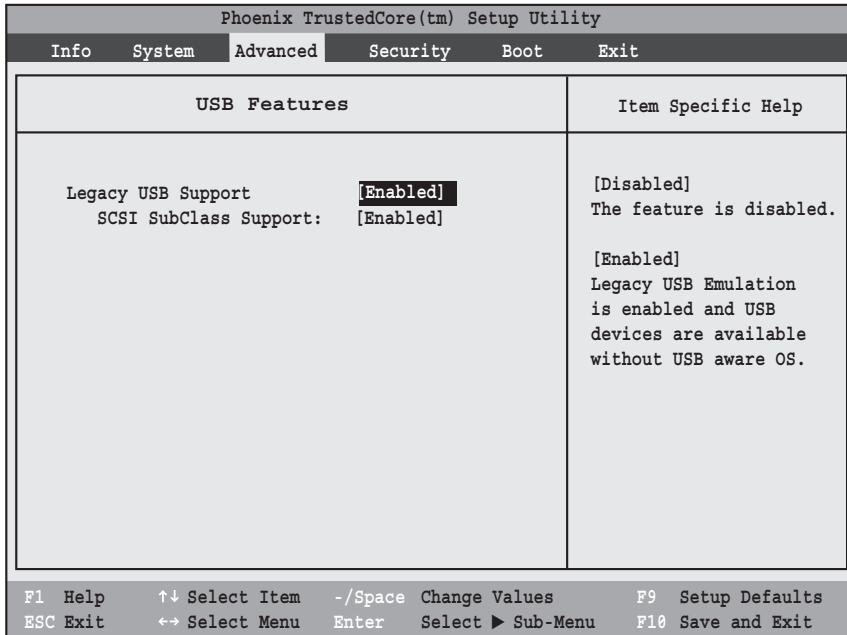 Phoenix TrustedCore(tm) Setup Utility
Info System Advanced Security Boot Exit
USB Features
Item Specific Help
Legacy USB Support [Enabled]
SCSI SubClass Support: [Enabled]
[Disabled]
The feature is disabled.
[Enabled]
Legacy USB Emulation
is enabled and USB
devices are available
without USB aware OS.
F1 Help ↑↓ Select Item -/Space Change Values F9 Setup Defaults
ESC Exit ←→ Select Menu Enter Select ▶ Sub-Menu F10 Save and Exit